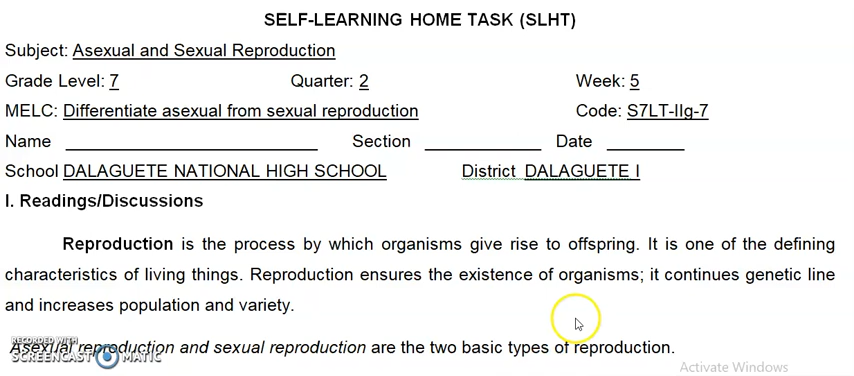 SELF-LEARNING HOME TASK (SLHT)
Subject: Asexual and Sexual Reproduction
Grade Level: 7 Quarter: 2 Week: 5
MELC: Differentiate asexual from sexual reproduction Code: S7LT-IIg-7
Name Section Date
School DALAGUETE NATIONAL HIGH SCHOOL District DALAGUETE I
I. Readings/Discussions
Reproduction is the process by which organisms give rise to offspring. It is one of the defining
characteristics of living things. Reproduction ensures the existence of organisms; it continues genetic line
and increases population and variety.
RECORDED WITH
Asexual reproduction and sexual reproduction are the two basic types of reproduction.
SCREENCAST MATIC
Activate Windows